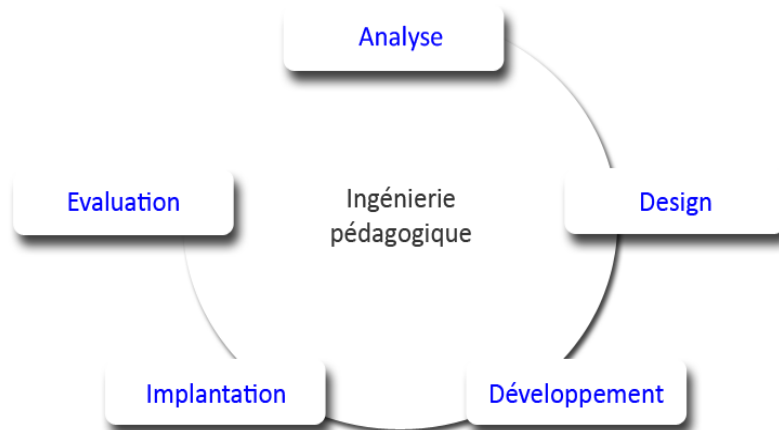 Analyse
Evaluation
Ingénierie
pédagogique
Design
Implantation
Développement